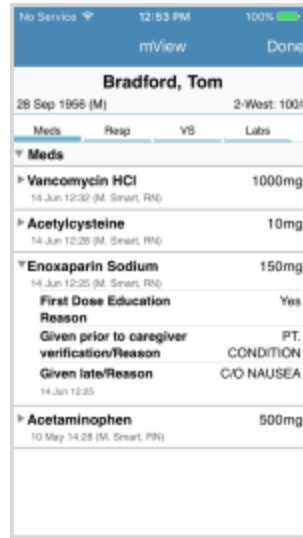 No Service 12:53 PM 100%
mView Done
Bradford, Tom
28 Sep 1956 (M) 2-West: 100/
Meds Resp VS Labs
Meds
Vancomycin HCl 1000mg
14 Jun 12:32 (M. Smart, RN)
Acetylcysteine 10mg
14 Jun 12:28 (M. Smart, RN)
Enoxaparin Sodium 150mg
14 Jun 12:25 (M. Smart, RN)
First Dose Education Yes
Reason
Given prior to caregiver PT.
verification/Reason CONDITION
Given late/Reason C/O NAUSEA
14 Jun 12:25
Acetaminophen 500mg
10 May 14:28 (M. Smart, RN)